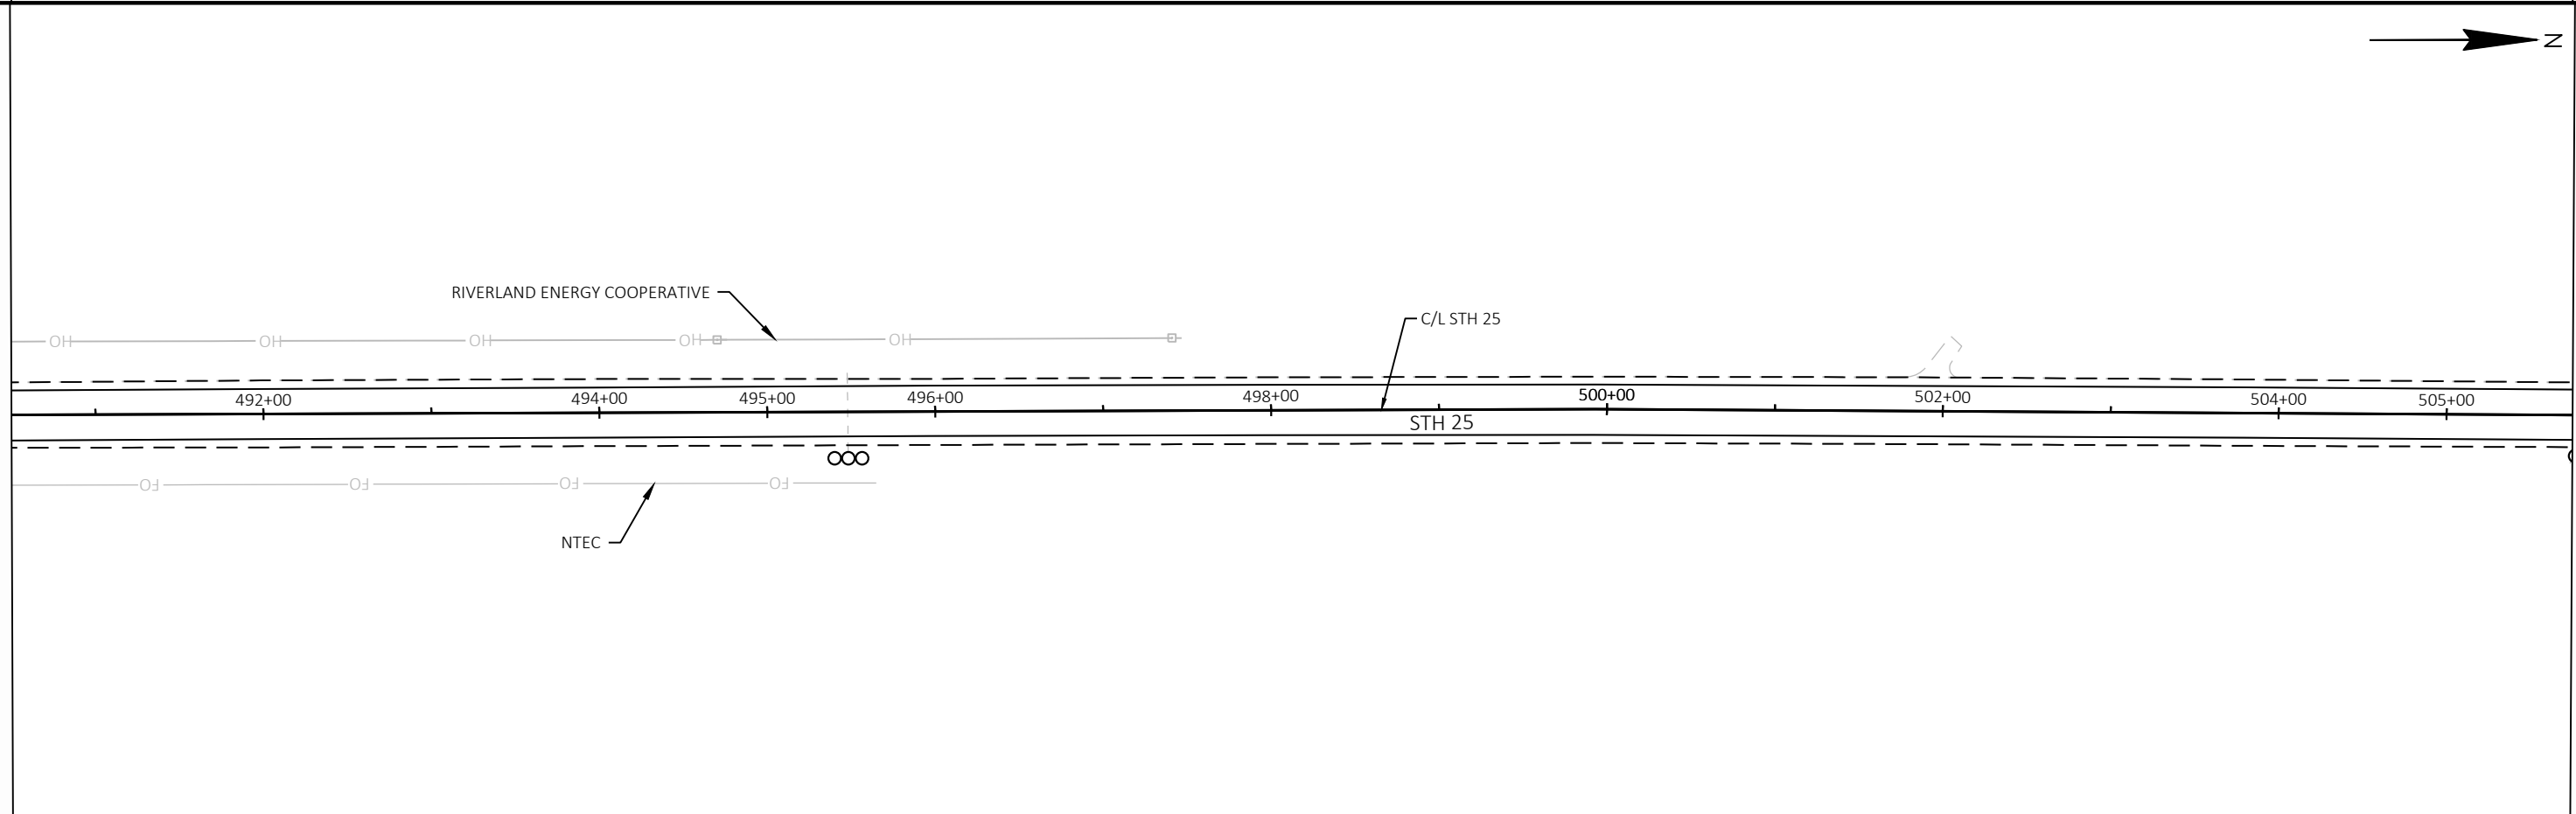 N
RIVERLAND ENERGY COOPERATIVE
C/L STH 25
OH OH OH OH OH
492+00 494+00 495+00 496+00 498+00 500+00 502+00 504+00 505+00
STH 25
FO FO FO FO
NTEC